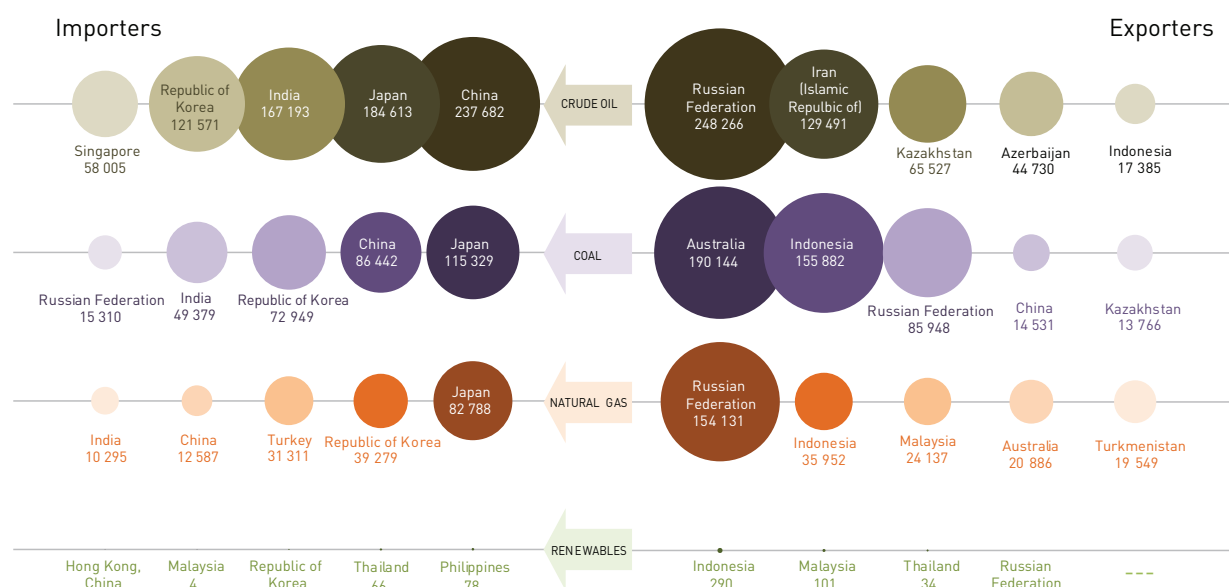 Importers
Exporters
Republic of
Korea
121 571
India
167 193
Japan
184 613
China
237 682
CRUDE OIL
Russian
Federation
248 266
Iran
(Islamic
Repulbic of)
129 491
Singapore
58 005
Kazakhstan
65 527
Azerbaijan
44 730
Indonesia
17 385
China
86 442
Japan
115 329
COAL
Australia
190 144
Indonesia
155 882
Russian Federation
15 310
India
49 379
Republic of Korea
72 949
Russian Federation
85 948
China
14 531
Kazakhstan
13 766
Japan
82 788
NATURAL GAS
Russian
Federation
154 131
India
10 295
China
12 587
Turkey
31 311
Republic of Korea
39 279
Indonesia
35 952
Malaysia
24 137
Australia
20 886
Turkmenistan
19 549
RENEWABLES
Hong Kong,
China
Malaysia
4
Republic of
Korea
Thailand
66
Philippines
78
Indonesia
290
Malaysia
101
Thailand
34
Russian
Federation
---